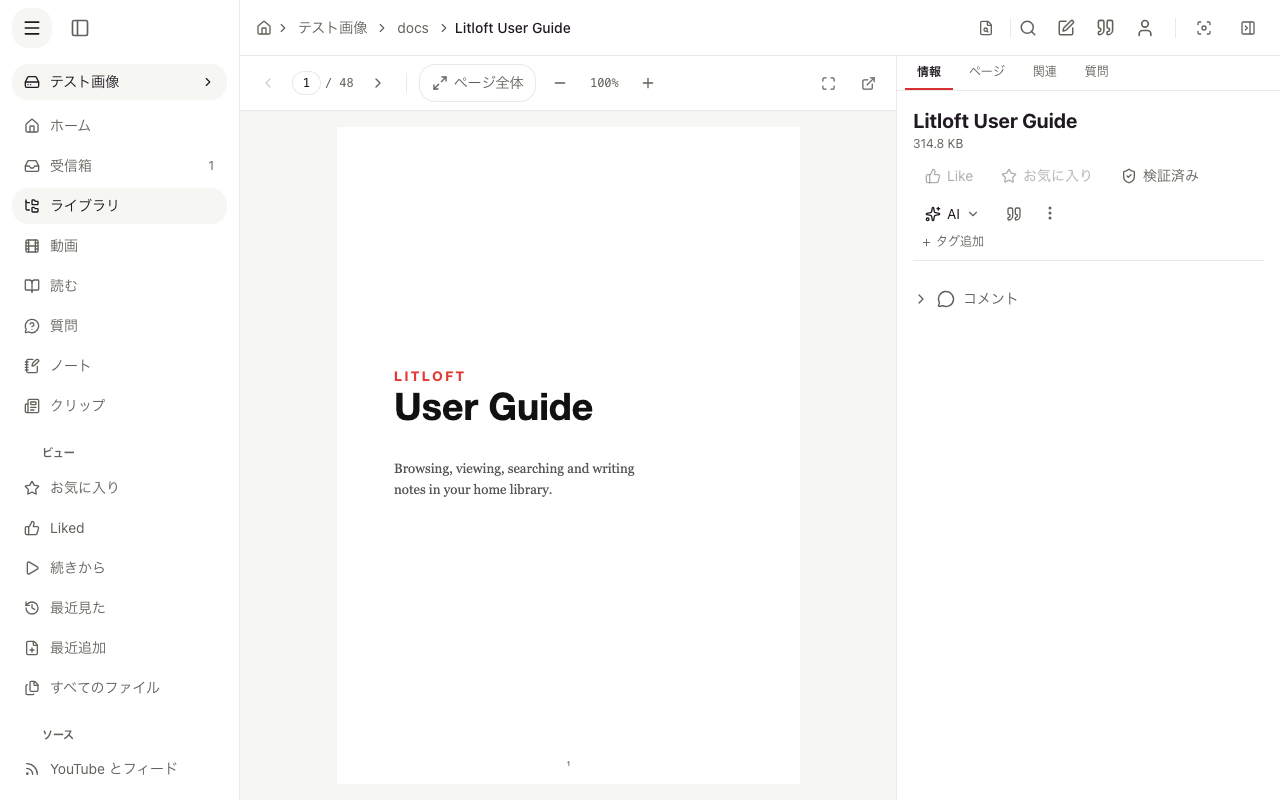 テスト画像
ホーム
受信箱 1
ライブラリ
動画
読む
質問
ノート
クリップ
ビュー
お気に入り
Liked
続きから
最近見た
最近追加
すべてのファイル
ソース
YouTube とフィード
テスト画像 docs Litloft User Guide
1 / 48 ページ全体 100%
LITLOFT
User Guide
Browsing, viewing, searching and writing
notes in your home library.
1
情報 ページ 関連 質問
Litloft User Guide
314.8 KB
Like お気に入り 検証済み
AI
+ タグ追加
コメント